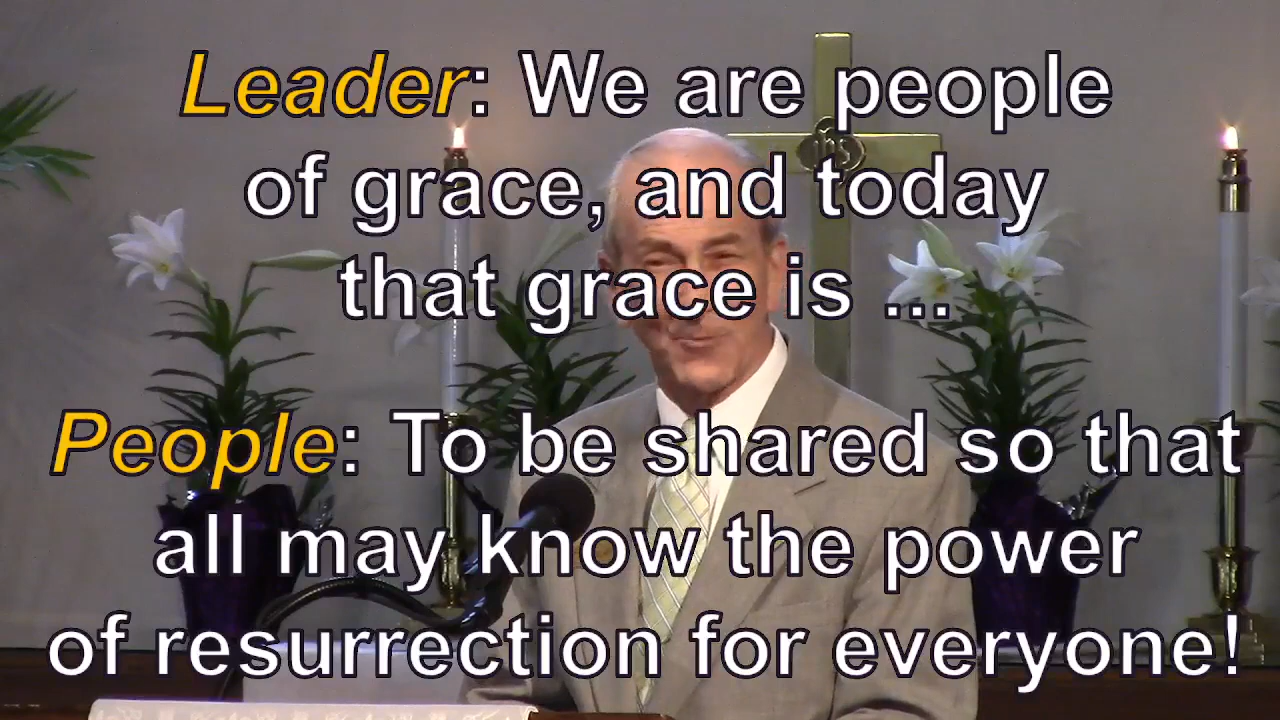 Leader: We are people
of grace, and today
that grace is ...
People: To be shared so that
all may know the power
of resurrection for everyone!
ihs